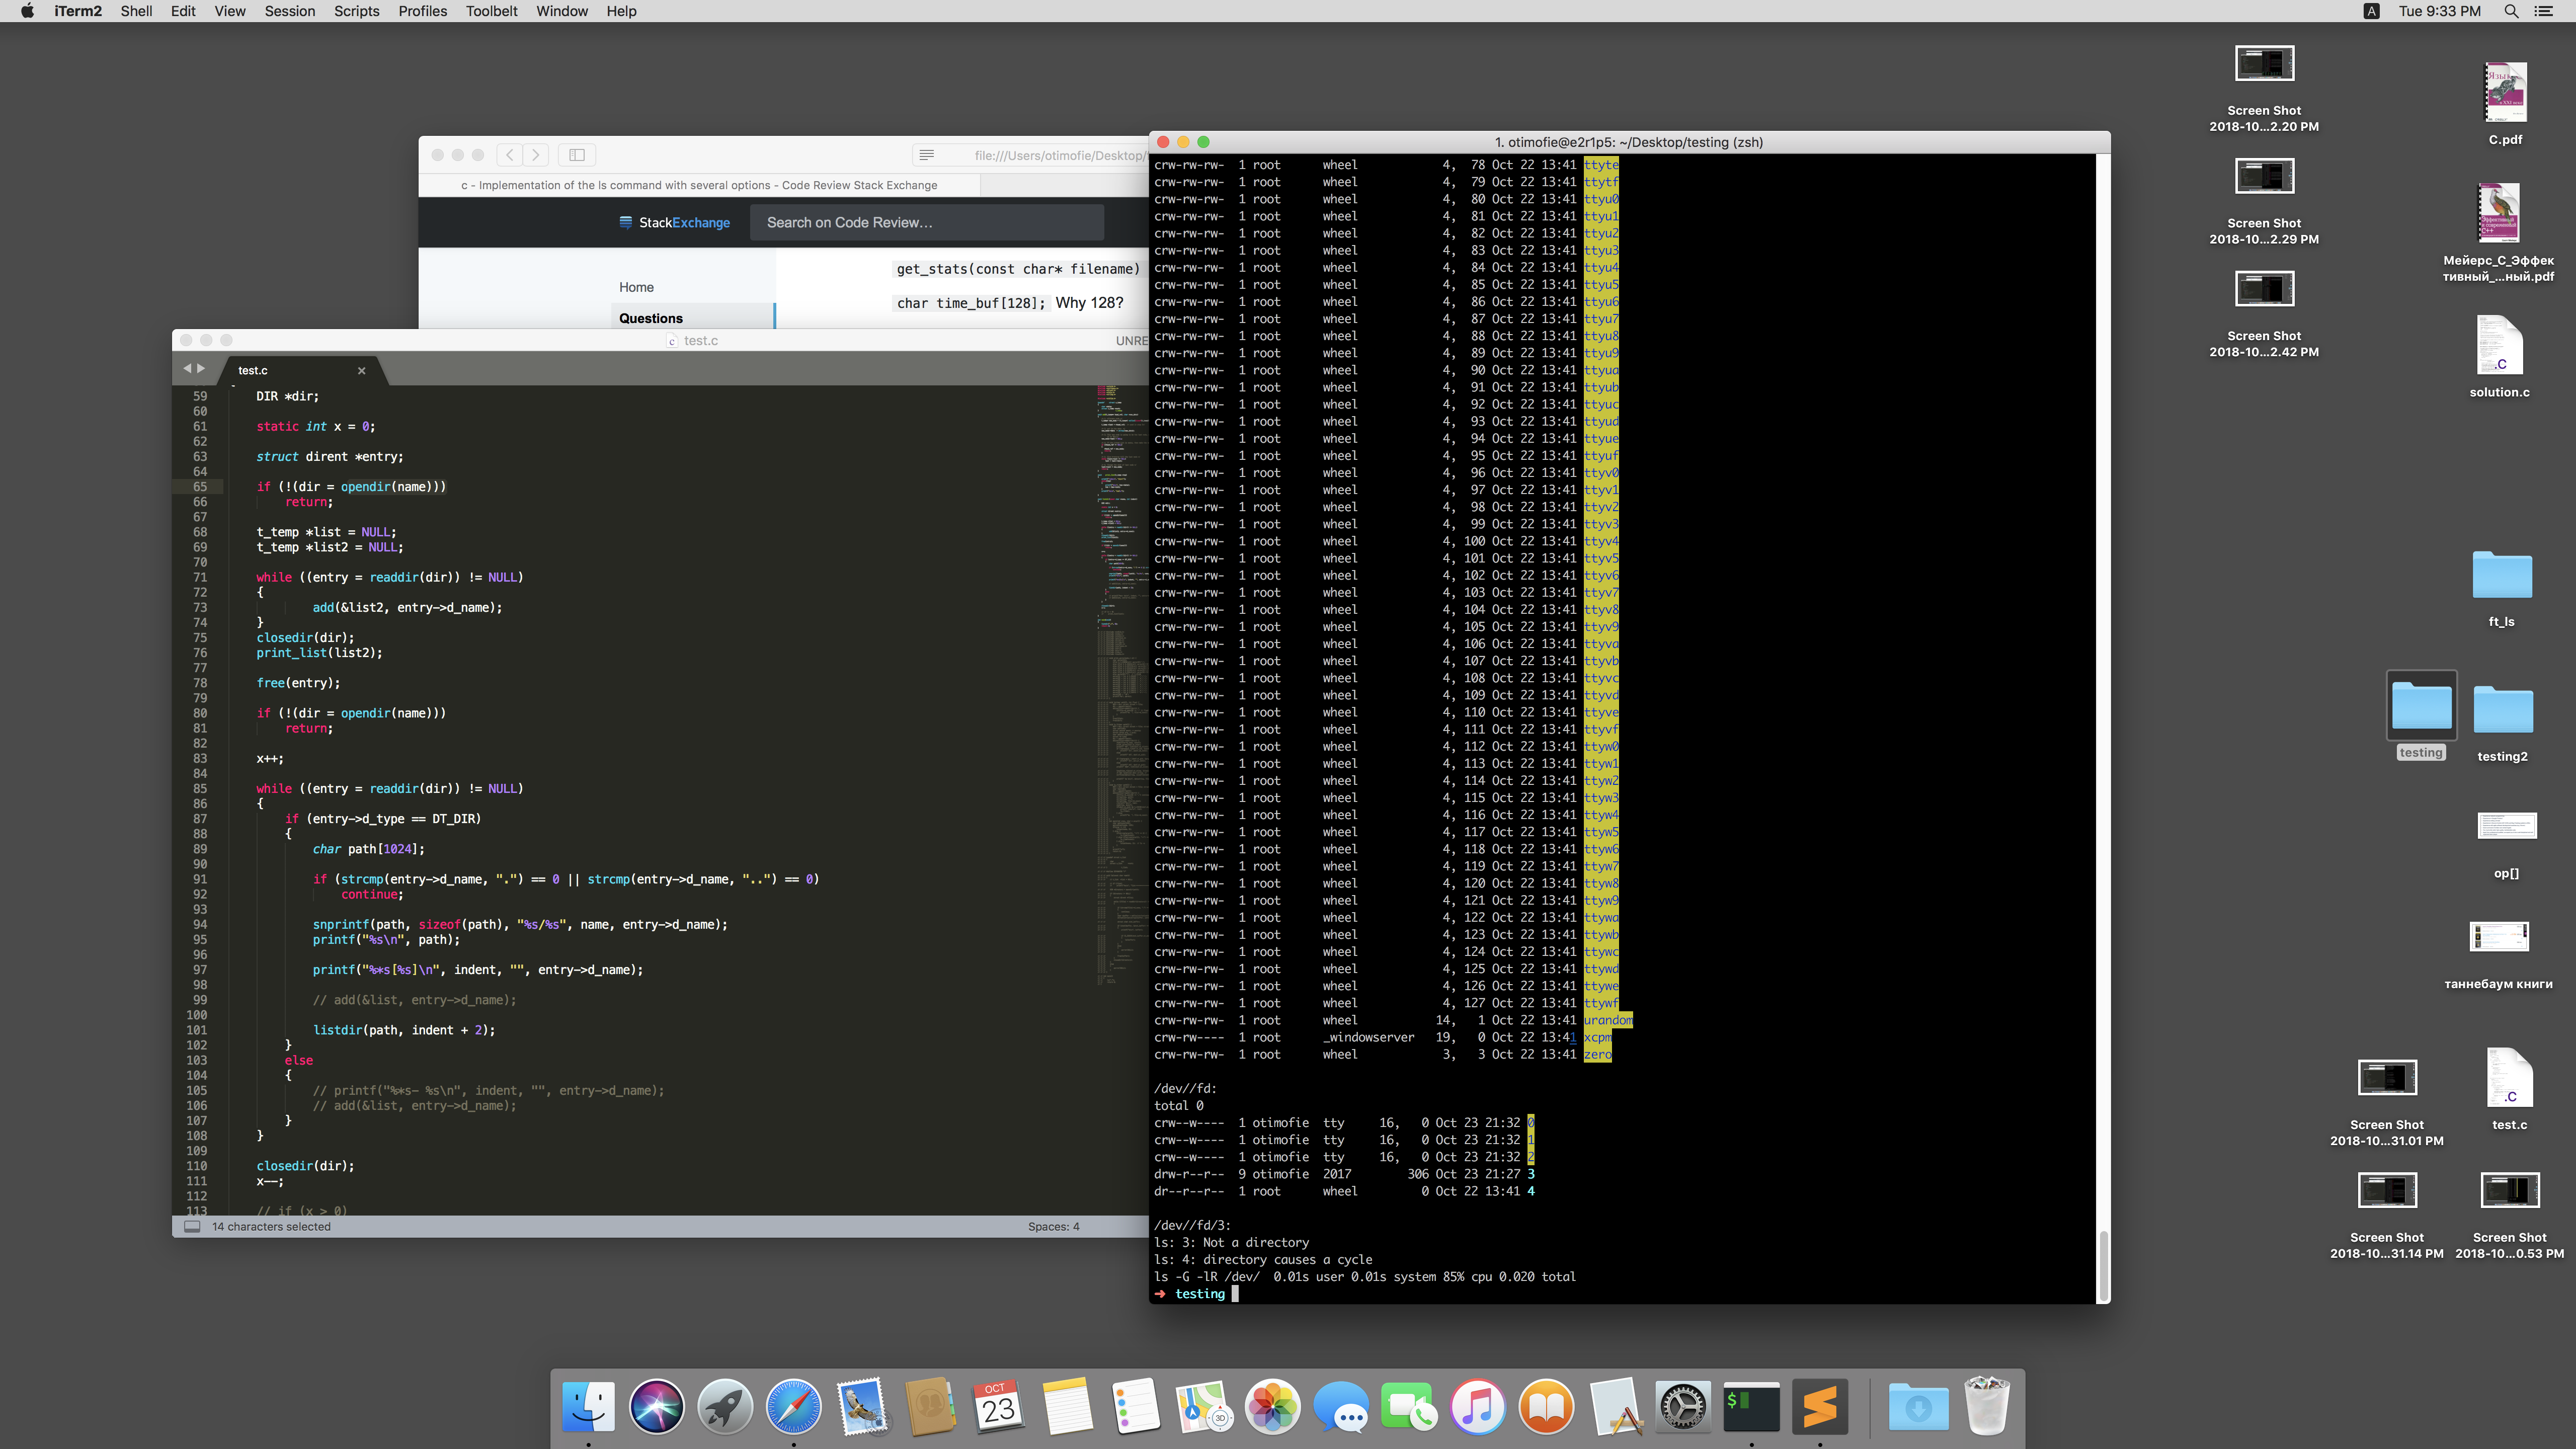 iTerm2 Shell Edit View Session Scripts Profiles Toolbelt Window Help
A Tue 9:33 PM
file:///Users/otimofie/Desktop/
c - Implementation of the ls command with several options - Code Review Stack Exchange
StackExchange Search on Code Review…
Home
Questions
get_stats(const char* filename)
char time_buf[128]; Why 128?
test.c UNRE
test.c
59 DIR *dir;
60
61 static int x = 0;
62
63 struct dirent *entry;
64
65 if (!(dir = opendir(name)))
66 return;
67
68 t_temp *list = NULL;
69 t_temp *list2 = NULL;
70
71 while ((entry = readdir(dir)) != NULL)
72 {
73 add(&list2, entry->d_name);
74 }
75 closedir(dir);
76 print_list(list2);
77
78 free(entry);
79
80 if (!(dir = opendir(name)))
81 return;
82
83 x++;
84
85 while ((entry = readdir(dir)) != NULL)
86 {
87 if (entry->d_type == DT_DIR)
88 {
89 char path[1024];
90
91 if (strcmp(entry->d_name, ".") == 0 || strcmp(entry->d_name, "..") == 0)
92 continue;
93
94 snprintf(path, sizeof(path), "%s/%s", name, entry->d_name);
95 printf("%s\n", path);
96
97 printf("%*s[%s]\n", indent, "", entry->d_name);
98
99 // add(&list, entry->d_name);
100
101 listdir(path, indent + 2);
102 }
103 else
104 {
105 // printf("%*s- %s\n", indent, "", entry->d_name);
106 // add(&list, entry->d_name);
107 }
108 }
109
110 closedir(dir);
111 x--;
112
113 // if (x > 0)
14 characters selected Spaces: 4
1. otimofie@e2r1p5: ~/Desktop/testing (zsh)
crw-rw-rw- 1 root wheel 4, 78 Oct 22 13:41 ttyte
crw-rw-rw- 1 root wheel 4, 79 Oct 22 13:41 ttytf
crw-rw-rw- 1 root wheel 4, 80 Oct 22 13:41 ttyu0
crw-rw-rw- 1 root wheel 4, 81 Oct 22 13:41 ttyu1
crw-rw-rw- 1 root wheel 4, 82 Oct 22 13:41 ttyu2
crw-rw-rw- 1 root wheel 4, 83 Oct 22 13:41 ttyu3
crw-rw-rw- 1 root wheel 4, 84 Oct 22 13:41 ttyu4
crw-rw-rw- 1 root wheel 4, 85 Oct 22 13:41 ttyu5
crw-rw-rw- 1 root wheel 4, 86 Oct 22 13:41 ttyu6
crw-rw-rw- 1 root wheel 4, 87 Oct 22 13:41 ttyu7
crw-rw-rw- 1 root wheel 4, 88 Oct 22 13:41 ttyu8
crw-rw-rw- 1 root wheel 4, 89 Oct 22 13:41 ttyu9
crw-rw-rw- 1 root wheel 4, 90 Oct 22 13:41 ttyua
crw-rw-rw- 1 root wheel 4, 91 Oct 22 13:41 ttyub
crw-rw-rw- 1 root wheel 4, 92 Oct 22 13:41 ttyuc
crw-rw-rw- 1 root wheel 4, 93 Oct 22 13:41 ttyud
crw-rw-rw- 1 root wheel 4, 94 Oct 22 13:41 ttyue
crw-rw-rw- 1 root wheel 4, 95 Oct 22 13:41 ttyuf
crw-rw-rw- 1 root wheel 4, 96 Oct 22 13:41 ttyv0
crw-rw-rw- 1 root wheel 4, 97 Oct 22 13:41 ttyv1
crw-rw-rw- 1 root wheel 4, 98 Oct 22 13:41 ttyv2
crw-rw-rw- 1 root wheel 4, 99 Oct 22 13:41 ttyv3
crw-rw-rw- 1 root wheel 4, 100 Oct 22 13:41 ttyv4
crw-rw-rw- 1 root wheel 4, 101 Oct 22 13:41 ttyv5
crw-rw-rw- 1 root wheel 4, 102 Oct 22 13:41 ttyv6
crw-rw-rw- 1 root wheel 4, 103 Oct 22 13:41 ttyv7
crw-rw-rw- 1 root wheel 4, 104 Oct 22 13:41 ttyv8
crw-rw-rw- 1 root wheel 4, 105 Oct 22 13:41 ttyv9
crw-rw-rw- 1 root wheel 4, 106 Oct 22 13:41 ttyva
crw-rw-rw- 1 root wheel 4, 107 Oct 22 13:41 ttyvb
crw-rw-rw- 1 root wheel 4, 108 Oct 22 13:41 ttyvc
crw-rw-rw- 1 root wheel 4, 109 Oct 22 13:41 ttyvd
crw-rw-rw- 1 root wheel 4, 110 Oct 22 13:41 ttyve
crw-rw-rw- 1 root wheel 4, 111 Oct 22 13:41 ttyvf
crw-rw-rw- 1 root wheel 4, 112 Oct 22 13:41 ttyw0
crw-rw-rw- 1 root wheel 4, 113 Oct 22 13:41 ttyw1
crw-rw-rw- 1 root wheel 4, 114 Oct 22 13:41 ttyw2
crw-rw-rw- 1 root wheel 4, 115 Oct 22 13:41 ttyw3
crw-rw-rw- 1 root wheel 4, 116 Oct 22 13:41 ttyw4
crw-rw-rw- 1 root wheel 4, 117 Oct 22 13:41 ttyw5
crw-rw-rw- 1 root wheel 4, 118 Oct 22 13:41 ttyw6
crw-rw-rw- 1 root wheel 4, 119 Oct 22 13:41 ttyw7
crw-rw-rw- 1 root wheel 4, 120 Oct 22 13:41 ttyw8
crw-rw-rw- 1 root wheel 4, 121 Oct 22 13:41 ttyw9
crw-rw-rw- 1 root wheel 4, 122 Oct 22 13:41 ttywa
crw-rw-rw- 1 root wheel 4, 123 Oct 22 13:41 ttywb
crw-rw-rw- 1 root wheel 4, 124 Oct 22 13:41 ttywc
crw-rw-rw- 1 root wheel 4, 125 Oct 22 13:41 ttywd
crw-rw-rw- 1 root wheel 4, 126 Oct 22 13:41 ttywe
crw-rw-rw- 1 root wheel 4, 127 Oct 22 13:41 ttywf
crw-rw-rw- 1 root wheel 14, 1 Oct 22 13:41 urandom
crw-rw---- 1 root _windowserver 19, 0 Oct 22 13:41 xcpm
crw-rw-rw- 1 root wheel 3, 3 Oct 22 13:41 zero
/dev//fd:
total 0
crw--w---- 1 otimofie tty 16, 0 Oct 23 21:32 0
crw--w---- 1 otimofie tty 16, 0 Oct 23 21:32 1
crw--w---- 1 otimofie tty 16, 0 Oct 23 21:32 2
drw-r--r-- 9 otimofie 2017 306 Oct 23 21:27 3
dr--r--r-- 1 root wheel 0 Oct 22 13:41 4
/dev//fd/3:
ls: 3: Not a directory
ls: 4: directory causes a cycle
ls -G -lR /dev/ 0.01s user 0.01s system 85% cpu 0.020 total
➜ testing
Screen Shot
2018-10...2.20 PM
Screen Shot
2018-10...2.29 PM
Screen Shot
2018-10...2.42 PM
Язык
C.pdf
Мейерс_С_Эффек
тивный_...ный.pdf
.C
solution.c
ft_ls
testing
testing2
op[]
таннебаум книги
Screen Shot
2018-10...31.01 PM
.C
test.c
Screen Shot
2018-10...31.14 PM
Screen Shot
2018-10...0.53 PM
OCT
23
3D
$